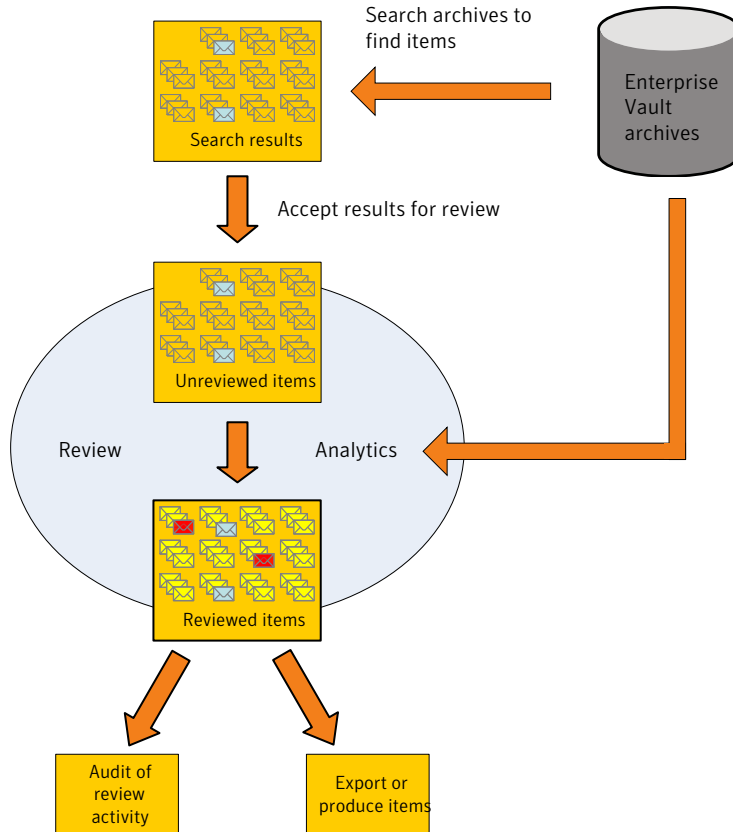 Search archives to
find items
Enterprise
Vault
archives
Search results
Accept results for review
Unreviewed items
Review
Analytics
Reviewed items
Audit of
review
activity
Export or
produce items